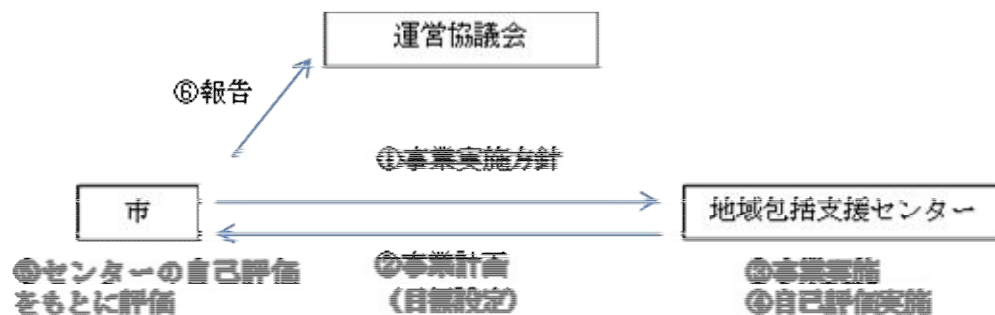 運営協議会
⑥報告
①事業実施方針
市
地域包括支援センター
⑤センターの自己評価
をもとに評価
②事業計画
(目標設定)
③事業実施
④自己評価実施